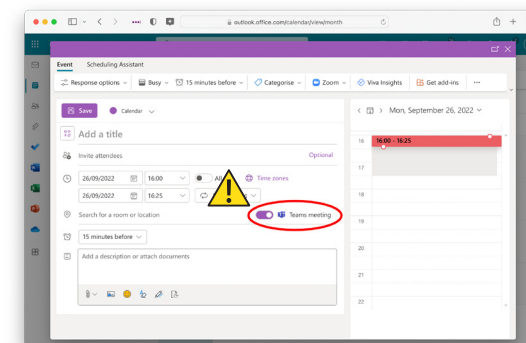 outlook.office.com/calendar/view/month
Event Scheduling Assistant
Response options Busy 15 minutes before Categorise Zoom Viva Insights Get add-ins ...
Save Calendar Mon, September 26, 2022
Add a title
16 16:00 - 16:25
Invite attendees Optional
17
26/09/2022 16:00 All Time zones
18
26/09/2022 16:25
Search for a room or location Teams meeting
19
15 minutes before
20
Add a description or attach documents
21
22